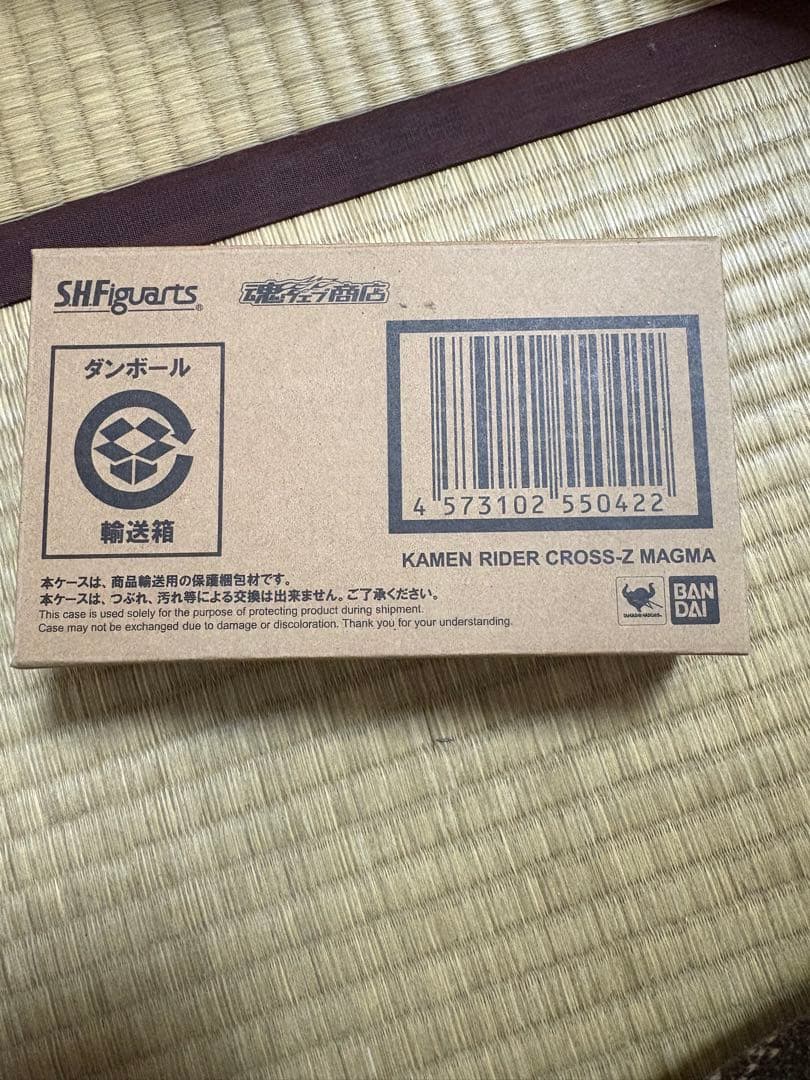 S.H.Figuarts®
魂ウェブ商店
ダンボール
輸送箱
4 573102 550422
KAMEN RIDER CROSS-Z MAGMA
本ケースは、商品輸送用の保護梱包材です。
本ケースは、つぶれ、汚れ等による交換は出来ません。ご了承ください。
This case is used solely for the purpose of protecting product during shipment.
Case may not be exchanged due to damage or discoloration. Thank you for your understanding.
TAMASHII NATIONS
BAN
DAI